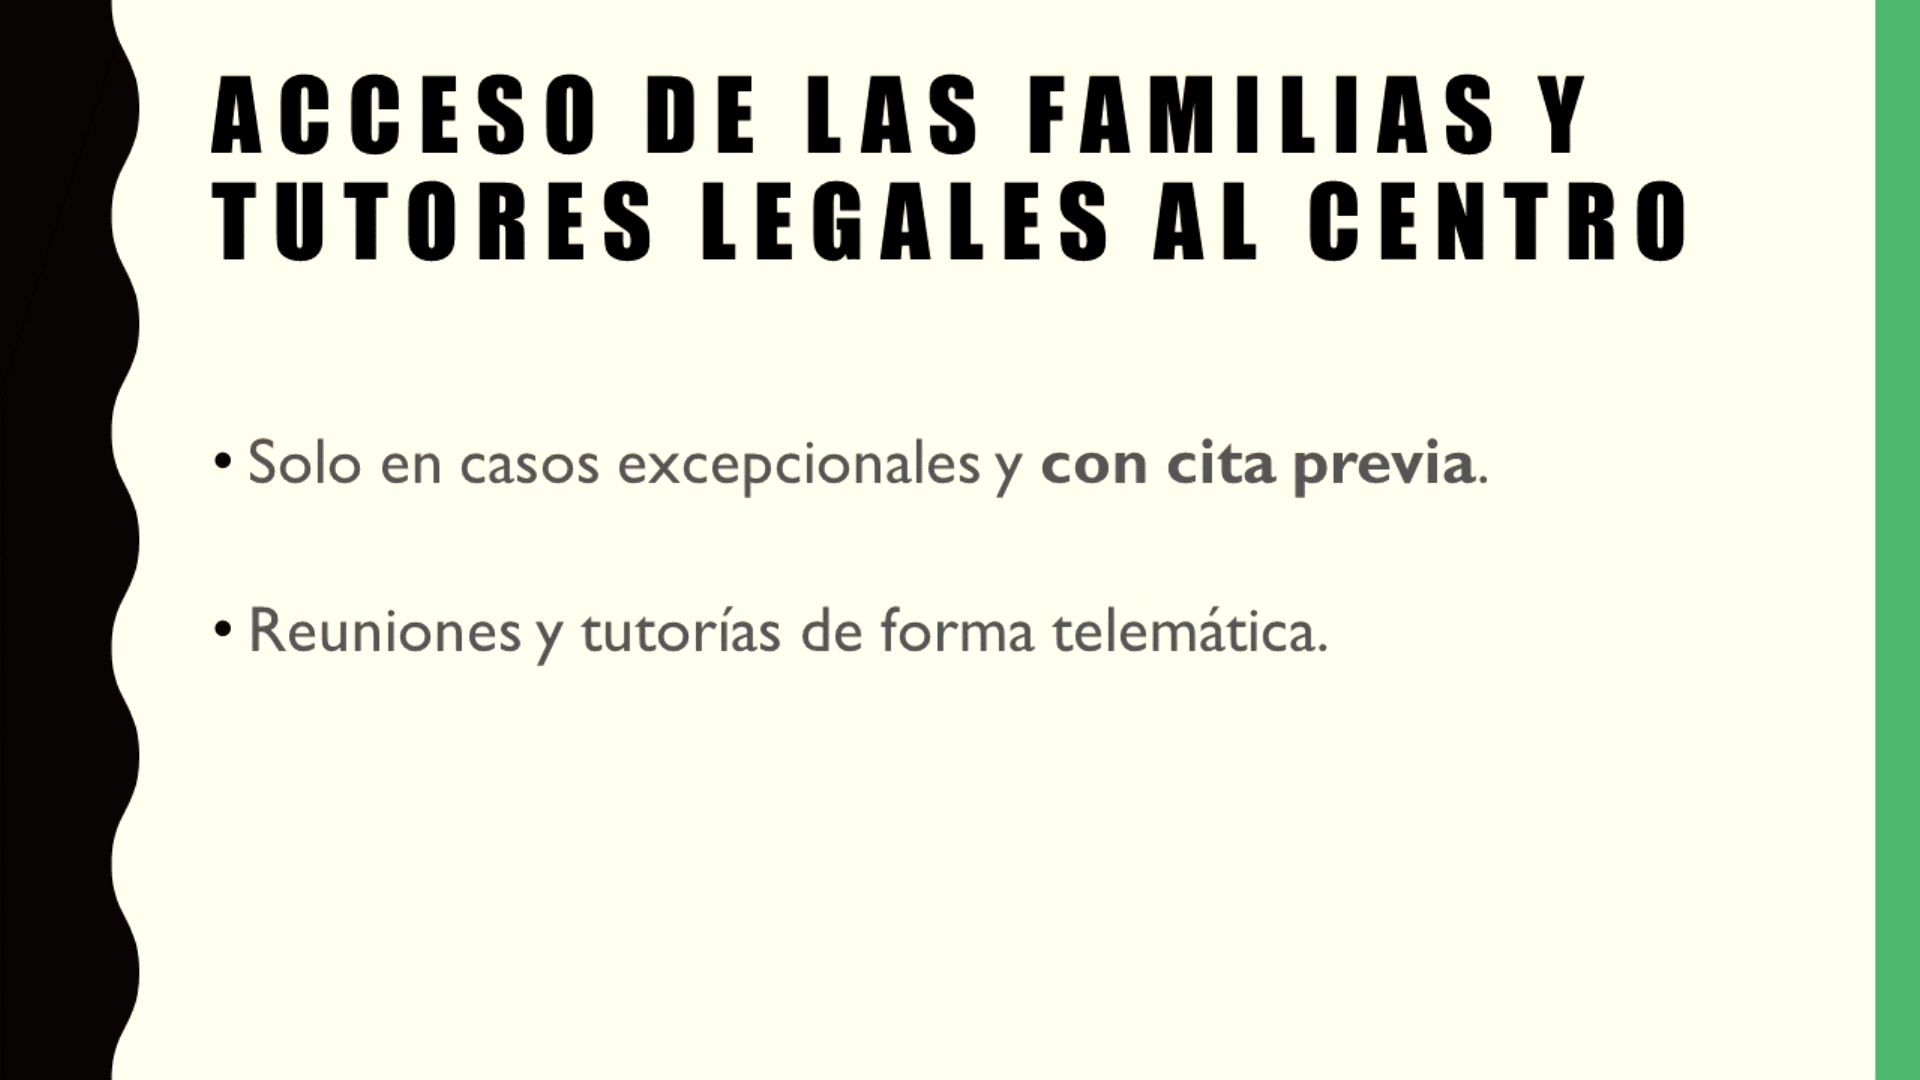 ACCESO DE LAS FAMILIAS Y
TUTORES LEGALES AL CENTRO
• Solo en casos excepcionales y con cita previa.
• Reuniones y tutorías de forma telemática.